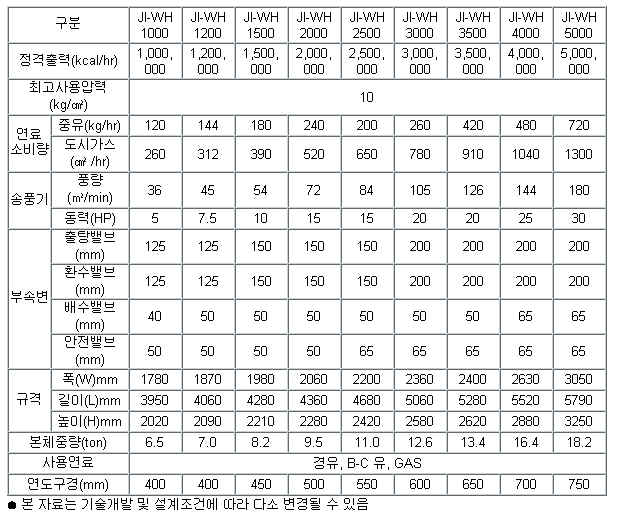 구분 JI-WH 1000 JI-WH 1200 JI-WH 1500 JI-WH 2000 JI-WH 2500 JI-WH 3000 JI-WH 3500 JI-WH 4000 JI-WH 5000
정격출력(kcal/hr) 1,000,000 1,200,000 1,500,000 2,000,000 2,500,000 3,000,000 3,500,000 4,000,000 5,000,000
최고사용압력 (kg/㎠) 10
연료 소비량 중유(kg/hr) 120 144 180 240 200 260 420 480 720
도시가스 (㎤ /hr) 260 312 390 520 650 780 910 1040 1300
송풍기 풍량 (㎥/min) 36 45 54 72 84 105 126 144 180
동력(HP) 5 7.5 10 15 15 20 20 25 30
부속변 출탕밸브 (mm) 125 125 150 150 150 200 200 200 200
환수밸브 (mm) 125 125 150 150 150 200 200 200 200
배수밸브 (mm) 40 50 50 50 50 50 50 65 65
안전밸브 (mm) 50 50 50 50 65 65 65 65 65
규격 폭(W)mm 1780 1870 1980 2060 2200 2360 2400 2630 3050
길이(L)mm 3950 4060 4280 4360 4680 5060 5280 5520 5790
높이(H)mm 2020 2090 2210 2280 2420 2580 2620 2880 3250
본체중량(ton) 6.5 7.0 8.2 9.5 11.0 12.6 13.4 16.4 18.2
사용연료 경유, B-C 유, GAS
연도구경(mm) 400 400 450 500 550 600 650 700 750
● 본 자료는 기술개발 및 설계조건에 따라 다소 변경될 수 있음